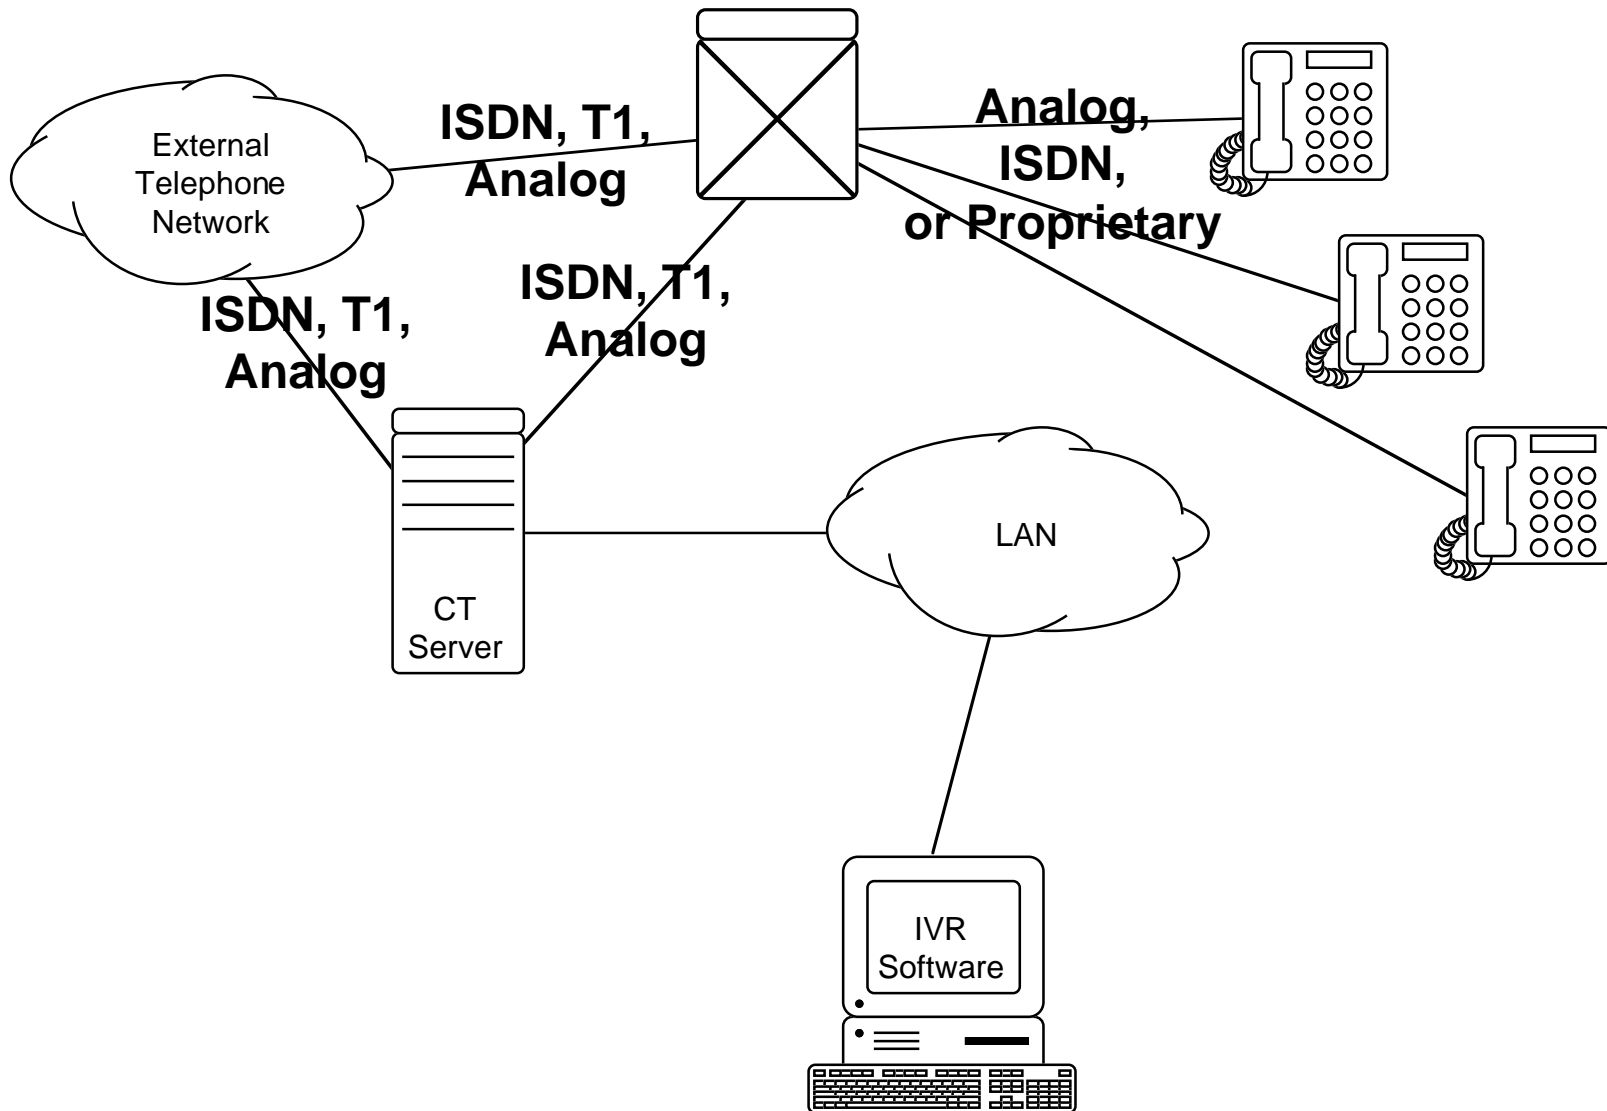 External
Telephone
Network
ISDN, T1,
Analog
Analog,
ISDN,
or Proprietary
ISDN, T1,
Analog
ISDN, T1,
Analog
CT
Server
LAN
IVR
Software